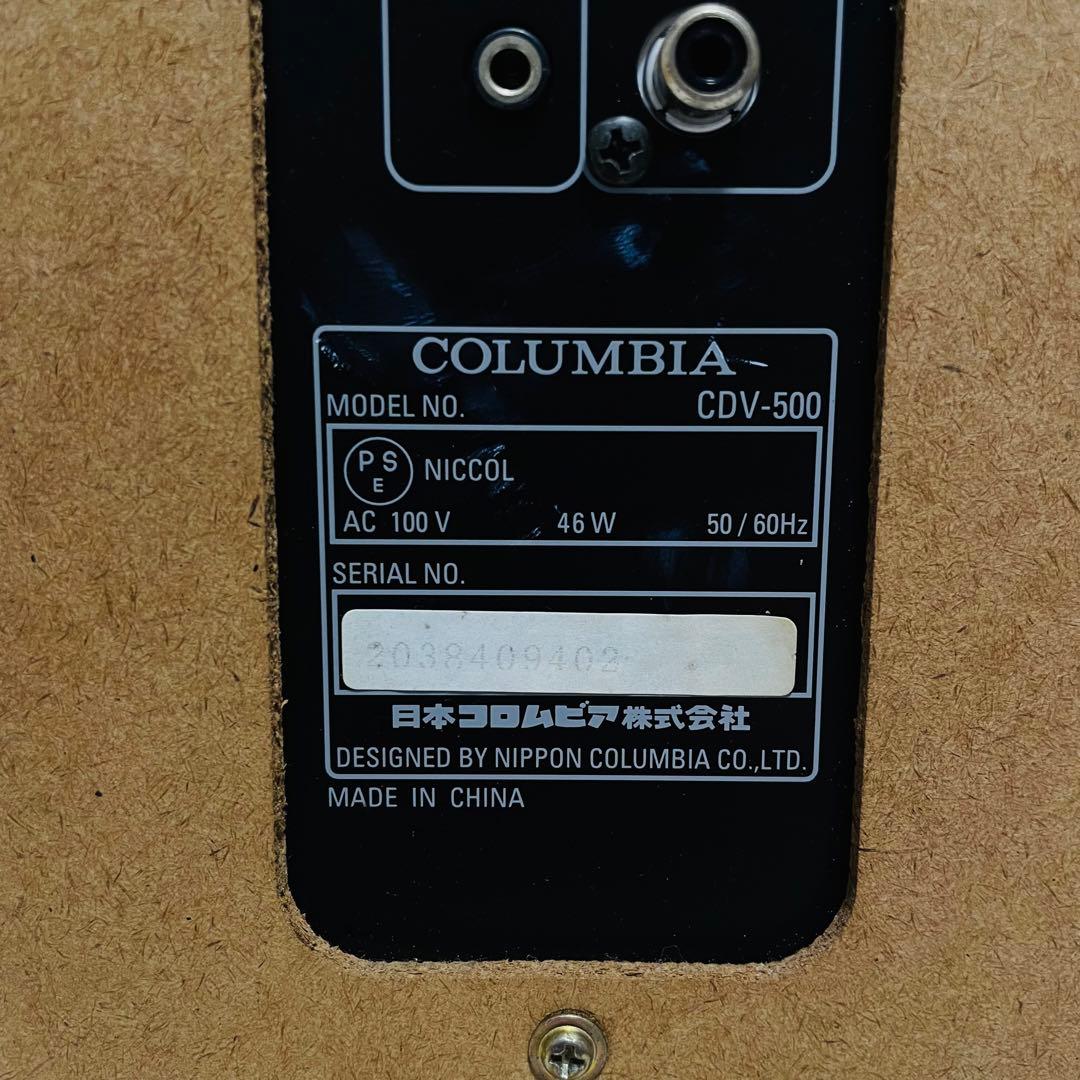 COLUMBIA
MODEL NO. CDV-500
PS E NICCOL
AC 100 V 46 W 50 / 60Hz
SERIAL NO.
2038409402
日本コロムビア株式会社
DESIGNED BY NIPPON COLUMBIA CO.,LTD.
MADE IN CHINA